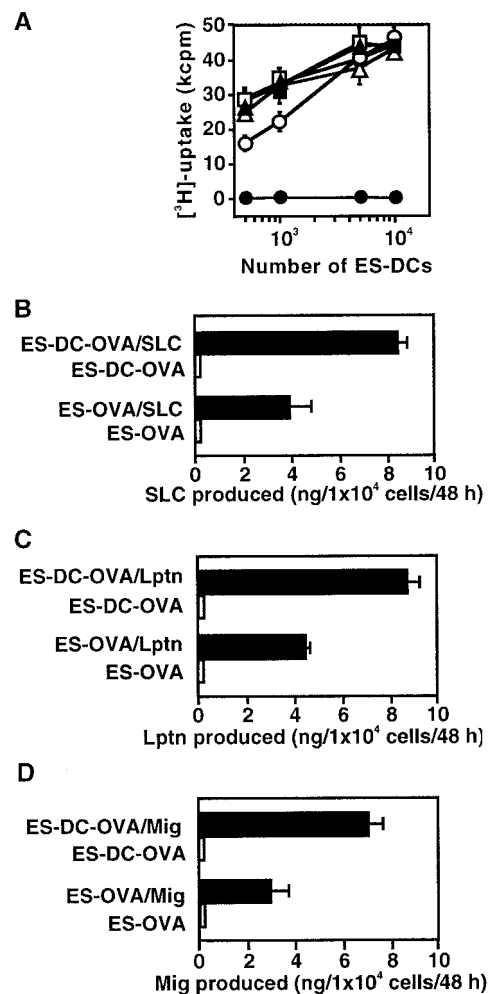 A
[³H]-uptake (kcpm)
50
40
30
20
10
0
10³ 10⁴
Number of ES-DCs
B
ES-DC-OVA/SLC
ES-DC-OVA
ES-OVA/SLC
ES-OVA
0 2 4 6 8 10
SLC produced (ng/1x10⁴ cells/48 h)
C
ES-DC-OVA/Lptn
ES-DC-OVA
ES-OVA/Lptn
ES-OVA
0 2 4 6 8 10
Lptn produced (ng/1x10⁴ cells/48 h)
D
ES-DC-OVA/Mig
ES-DC-OVA
ES-OVA/Mig
ES-OVA
0 2 4 6 8 10
Mig produced (ng/1x10⁴ cells/48 h)